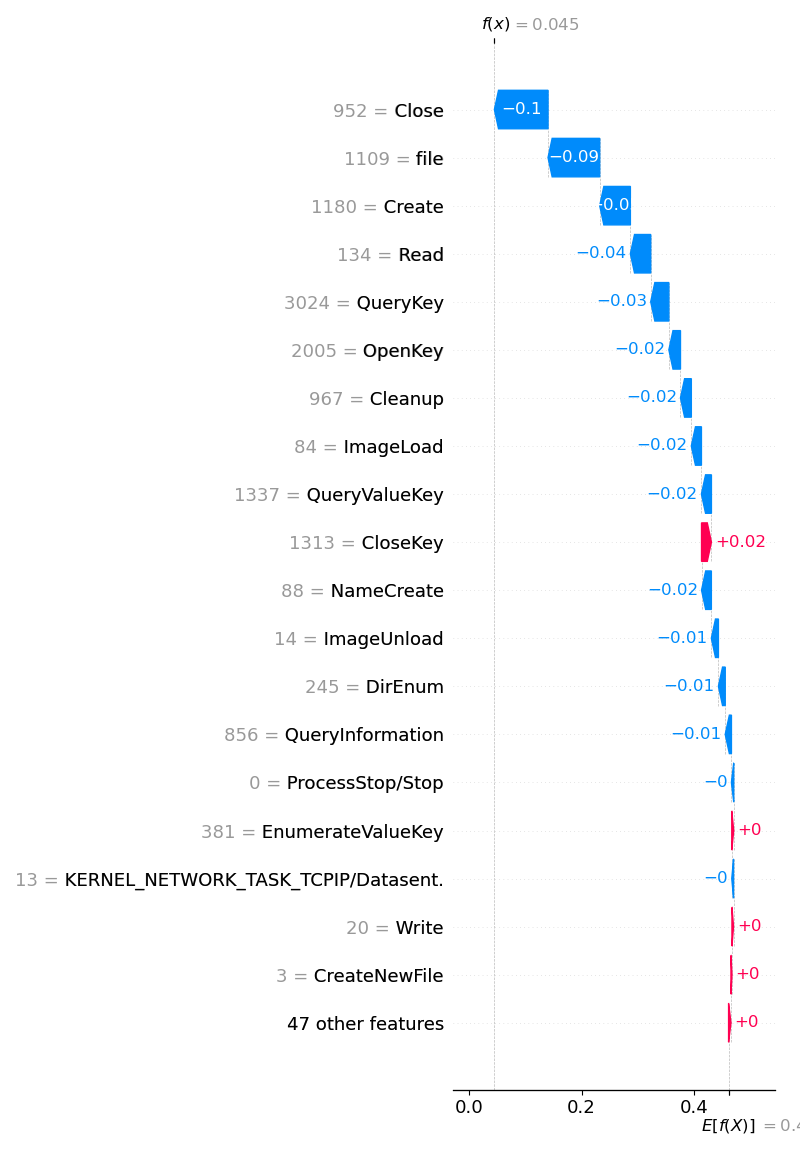 f(x) = 0.045
952 = Close
−0.1
1109 = file
−0.09
1180 = Create
134 = Read
−0.04
3024 = QueryKey
−0.03
2005 = OpenKey
−0.02
967 = Cleanup
−0.02
84 = ImageLoad
−0.02
1337 = QueryValueKey
−0.02
1313 = CloseKey
+0.02
88 = NameCreate
−0.02
14 = ImageUnload
−0.01
245 = DirEnum
−0.01
856 = QueryInformation
−0.01
0 = ProcessStop/Stop
−0
381 = EnumerateValueKey
+0
13 = KERNEL_NETWORK_TASK_TCPIP/Datasent.
−0
20 = Write
+0
3 = CreateNewFile
+0
47 other features
+0
0.0 0.2 0.4
E[f(X)] =